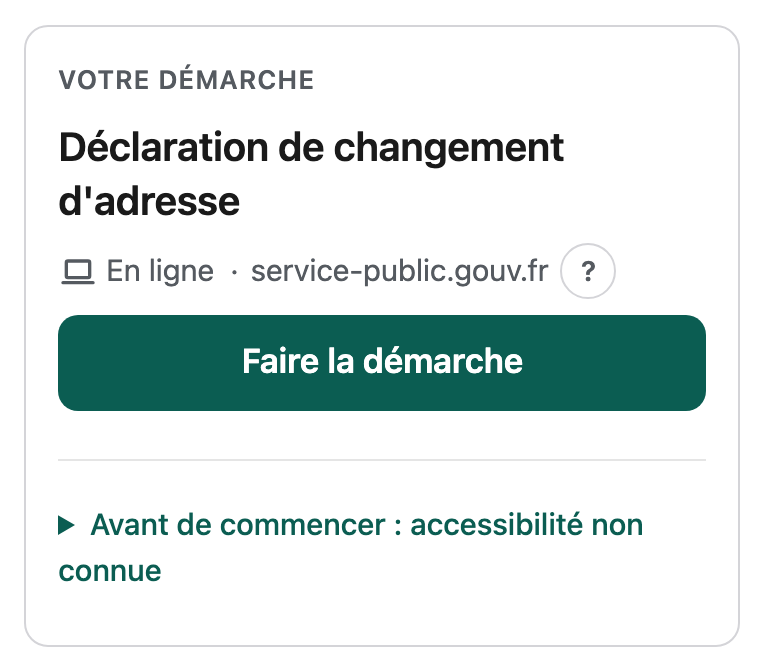 VOTRE DÉMARCHE
Déclaration de changement
d'adresse
En ligne · service-public.gouv.fr ?
Faire la démarche
Avant de commencer : accessibilité non
connue